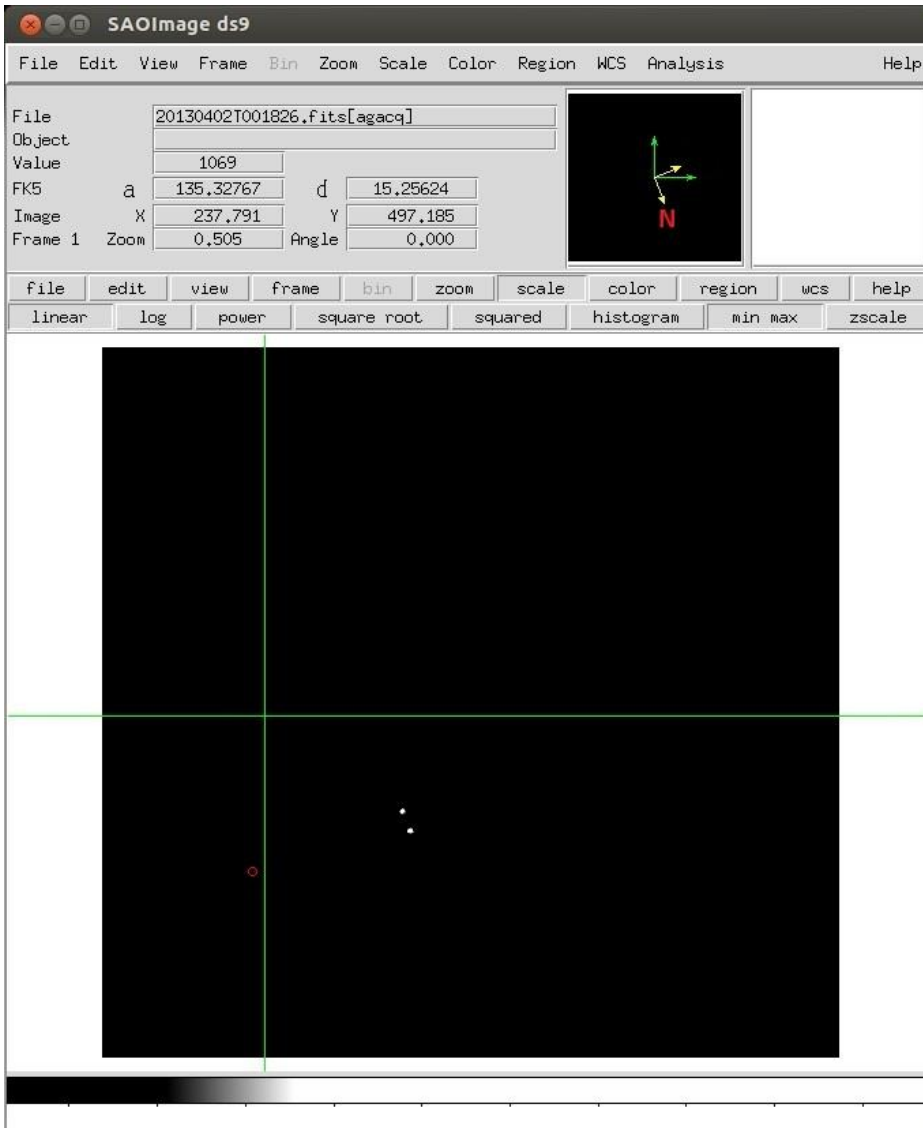 SAOImage ds9
File Edit View Frame Bin Zoom Scale Color Region WCS Analysis Help
File 20130402T001826.fits[agacq]
Object
Value 1069
FK5 a 135.32767 d 15.25624
Image X 237.791 Y 497.185
Frame 1 Zoom 0.505 Angle 0.000
N
file edit view frame bin zoom scale color region wcs help
linear log power square root squared histogram min max zscale